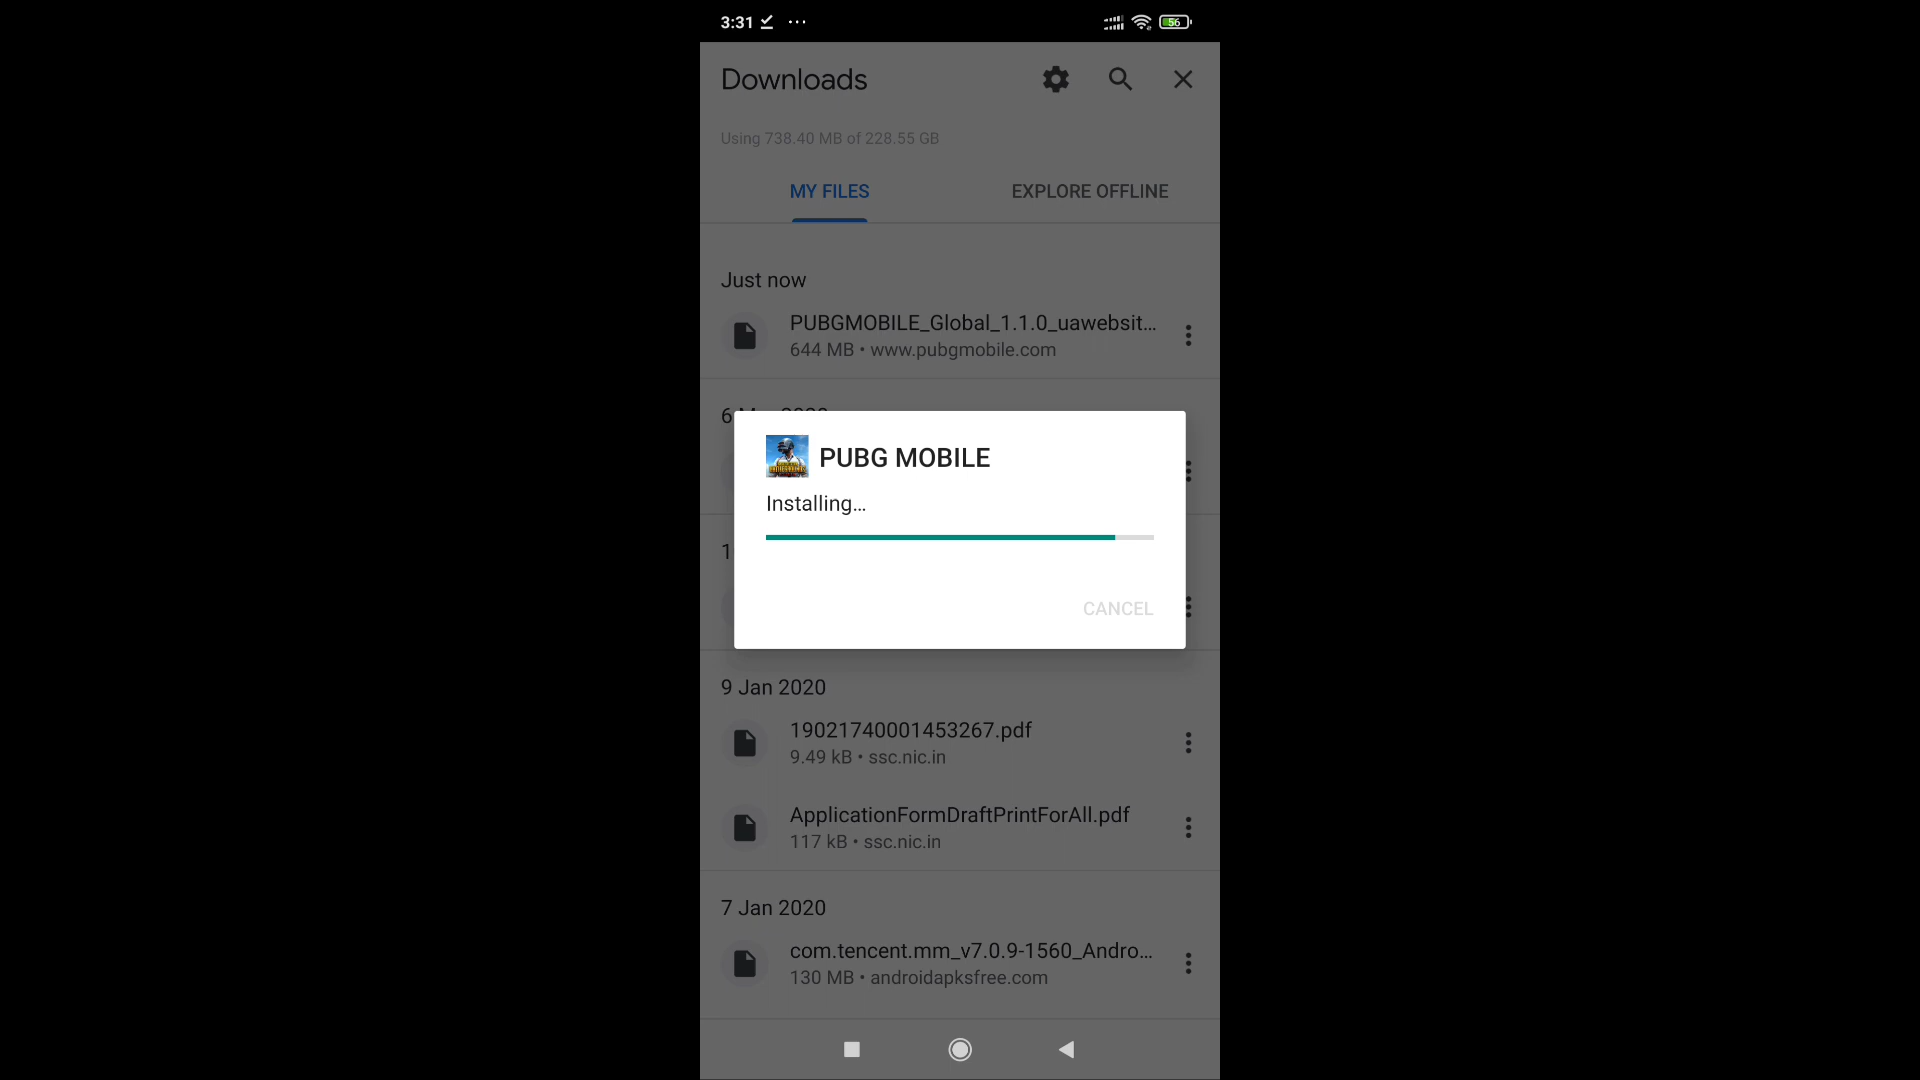 3:31
56
Downloads
Using 738.40 MB of 228.55 GB
MY FILES
EXPLORE OFFLINE
Just now
PUBGMOBILE_Global_1.1.0_uawebsit...
644 MB • www.pubgmobile.com
PUBG MOBILE
Installing...
CANCEL
9 Jan 2020
19021740001453267.pdf
9.49 kB • ssc.nic.in
ApplicationFormDraftPrintForAll.pdf
117 kB • ssc.nic.in
7 Jan 2020
com.tencent.mm_v7.0.9-1560_Andro...
130 MB • androidapksfree.com